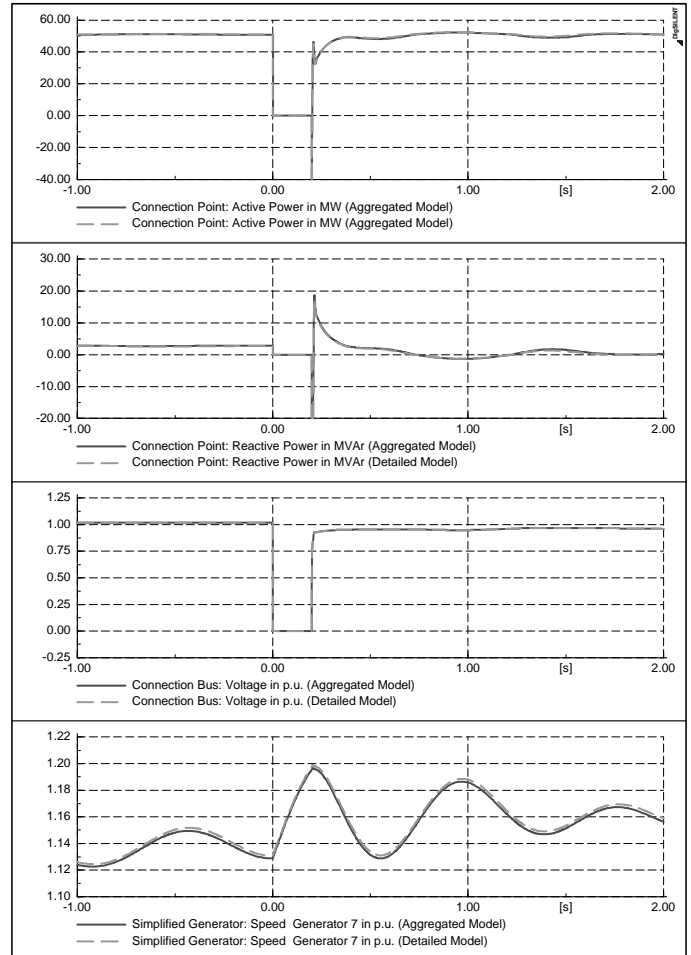 DIgSILENT
60.00
40.00
20.00
0.00
-20.00
-40.00
-1.00 0.00 1.00 [s] 2.00
Connection Point: Active Power in MW (Aggregated Model)
Connection Point: Active Power in MW (Aggregated Model)
30.00
20.00
10.00
0.00
-10.00
-20.00
-1.00 0.00 1.00 [s] 2.00
Connection Point: Reactive Power in MVAr (Aggregated Model)
Connection Point: Reactive Power in MVAr (Detailed Model)
1.25
1.00
0.75
0.50
0.25
0.00
-0.25
-1.00 0.00 1.00 [s] 2.00
Connection Bus: Voltage in p.u. (Aggregated Model)
Connection Bus: Voltage in p.u. (Detailed Model)
1.22
1.20
1.18
1.16
1.14
1.12
1.10
-1.00 0.00 1.00 [s] 2.00
Simplified Generator: Speed Generator 7 in p.u. (Aggregated Model)
Simplified Generator: Speed Generator 7 in p.u. (Detailed Model)